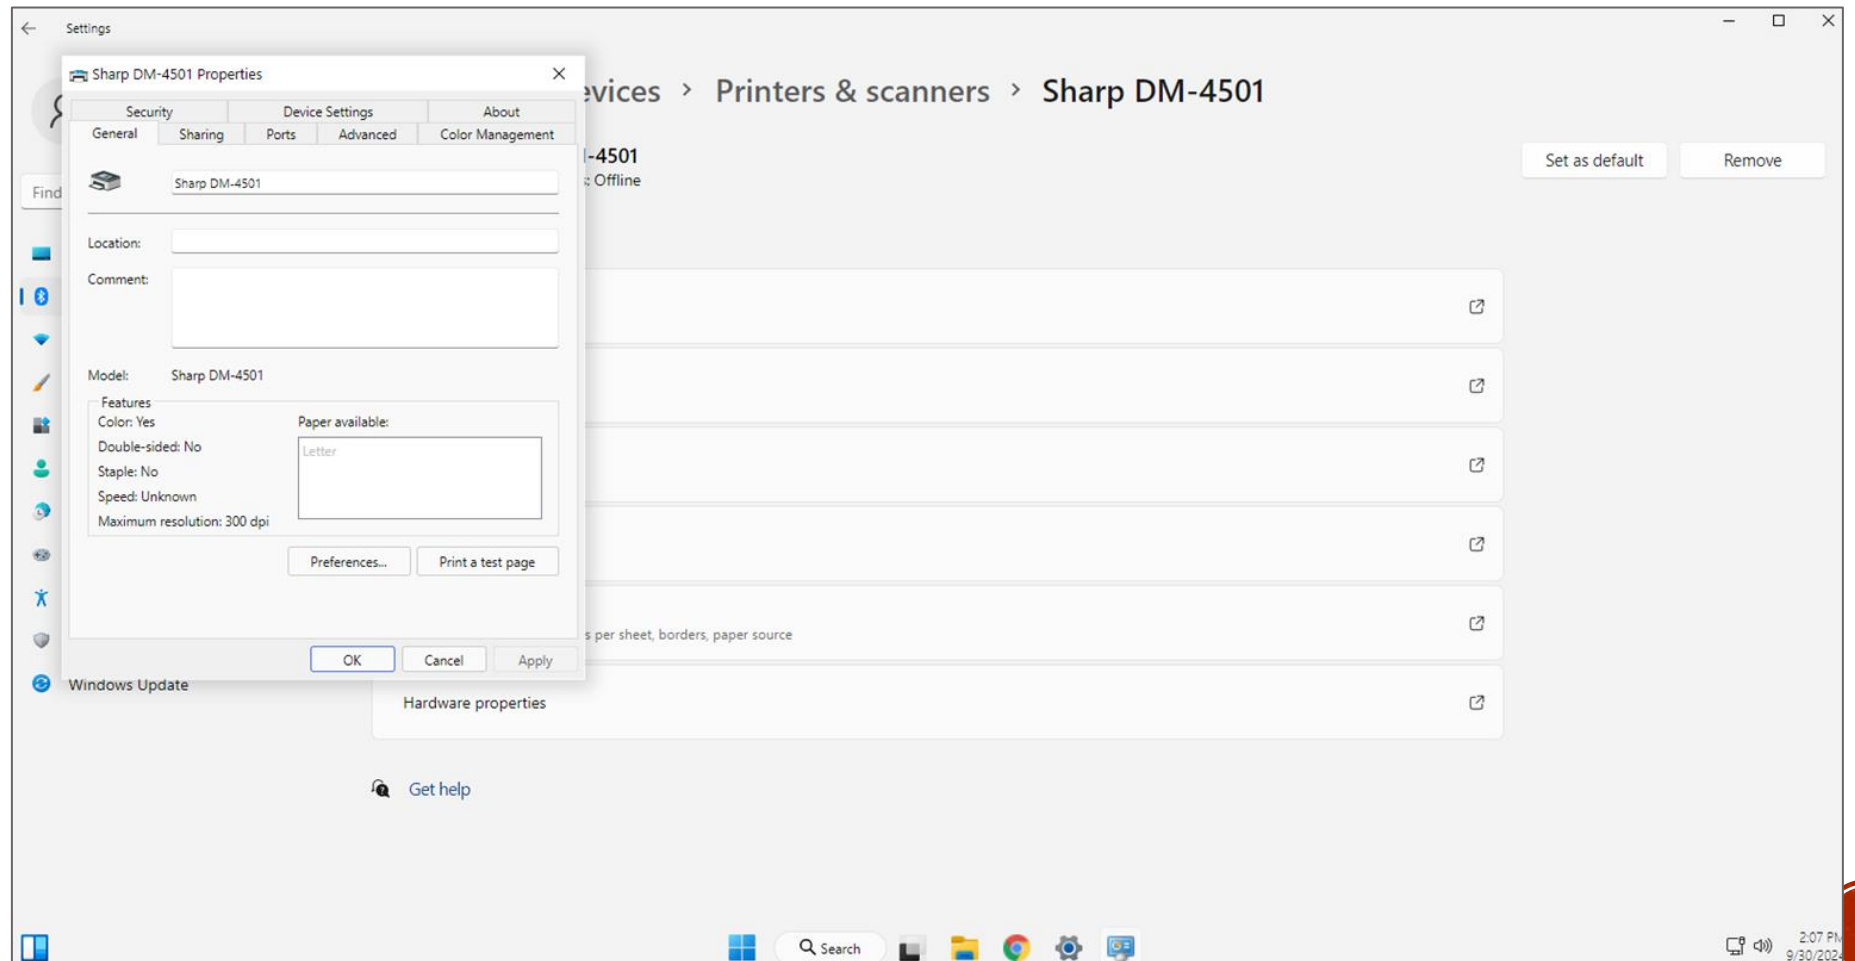 Settings
Sharp DM-4501 Properties
Security Device Settings About
General Sharing Ports Advanced Color Management
Sharp DM-4501
Location:
Comment:
Model: Sharp DM-4501
Features
Color: Yes
Double-sided: No
Staple: No
Speed: Unknown
Maximum resolution: 300 dpi
Paper available:
Letter
Preferences... Print a test page
OK Cancel Apply
evices > Printers & scanners > Sharp DM-4501
-4501
: Offline
Set as default Remove
Find
s per sheet, borders, paper source
Windows Update
Hardware properties
Get help
Search
2:07 PM
9/30/2024